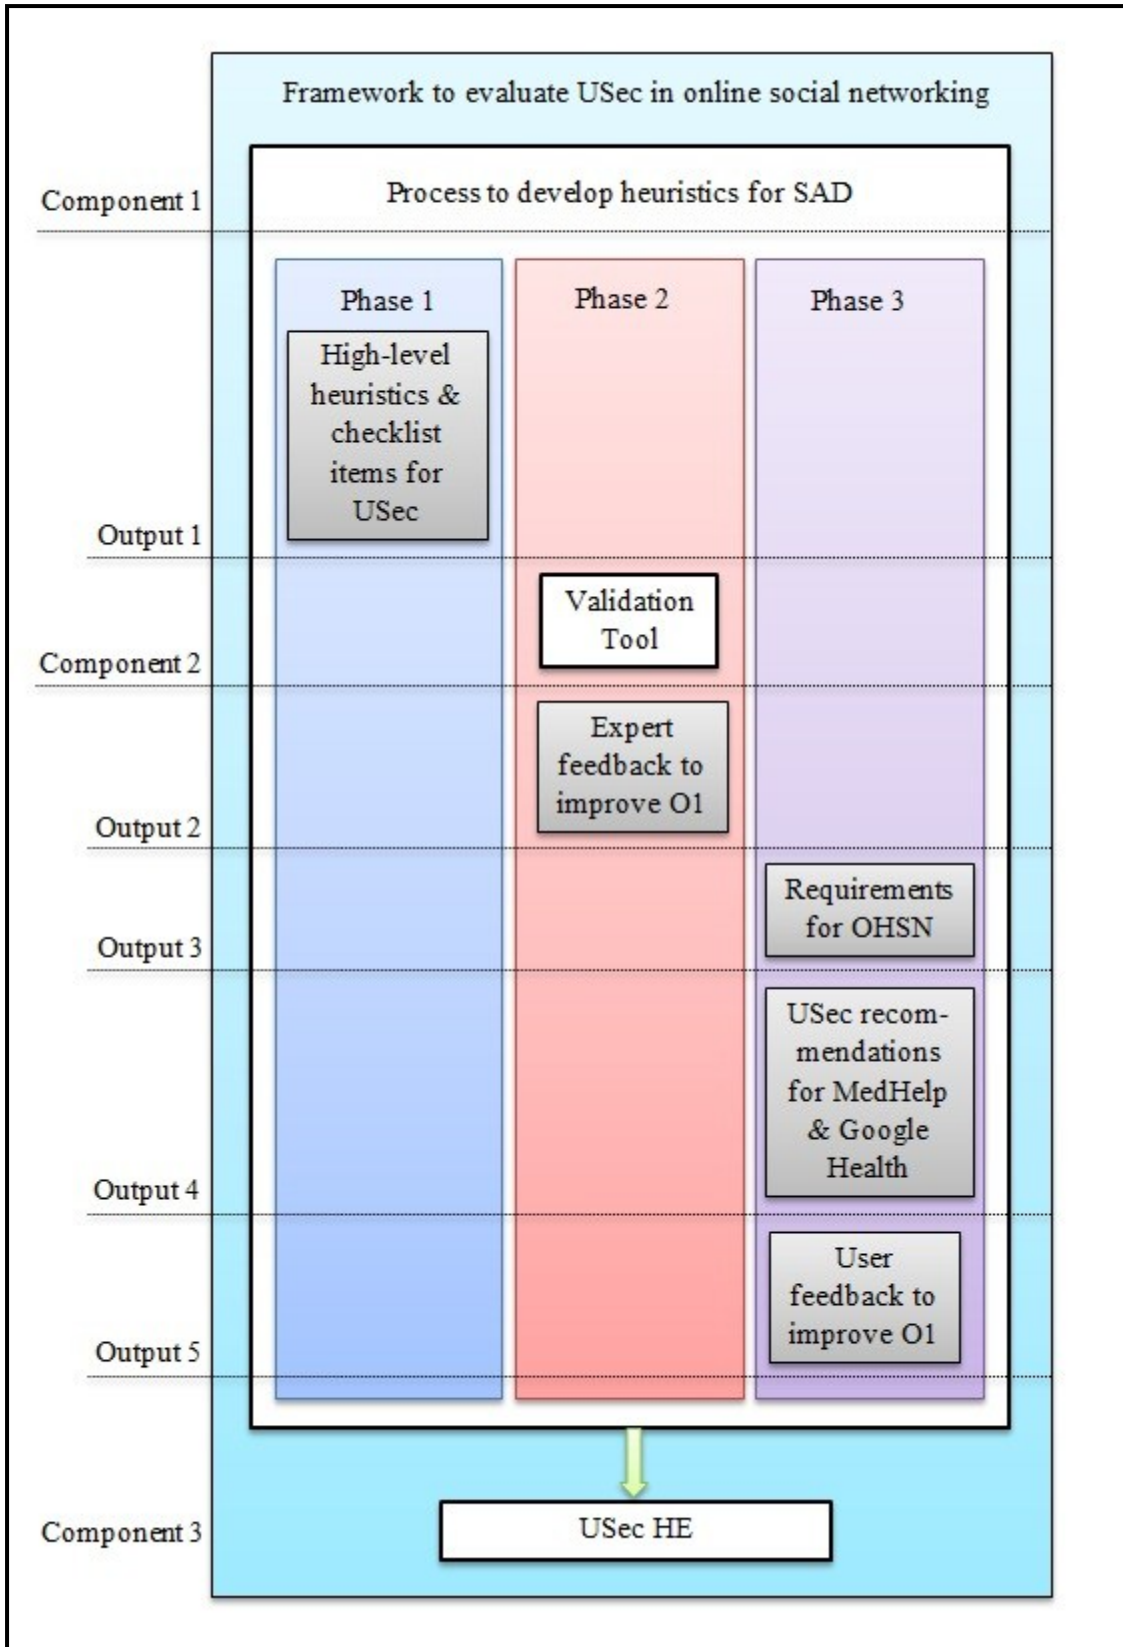 Framework to evaluate USec in online social networking
Component 1
Process to develop heuristics for SAD
Phase 1
Phase 2
Phase 3
High-level
heuristics &
checklist
items for
USec
Output 1
Validation
Tool
Component 2
Expert
feedback to
improve O1
Output 2
Requirements
for OHSN
Output 3
USec recom-
mendations
for MedHelp
& Google
Health
Output 4
User
feedback to
improve O1
Output 5
Component 3
USec HE